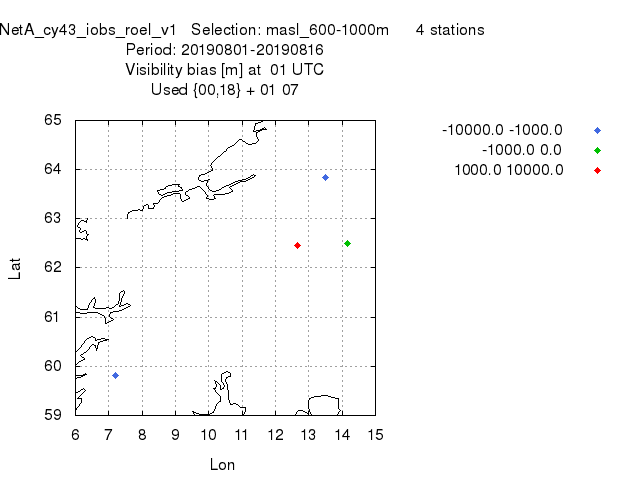 NetA_cy43_iobs_roel_v1 Selection: masl_600-1000m 4 stations
Period: 20190801-20190816
Visibility bias [m] at 01 UTC
Used {00,18} + 01 07
-10000.0 -1000.0
-1000.0 0.0
1000.0 10000.0
65
64
63
62
61
60
59
Lat
6 7 8 9 10 11 12 13 14 15
Lon